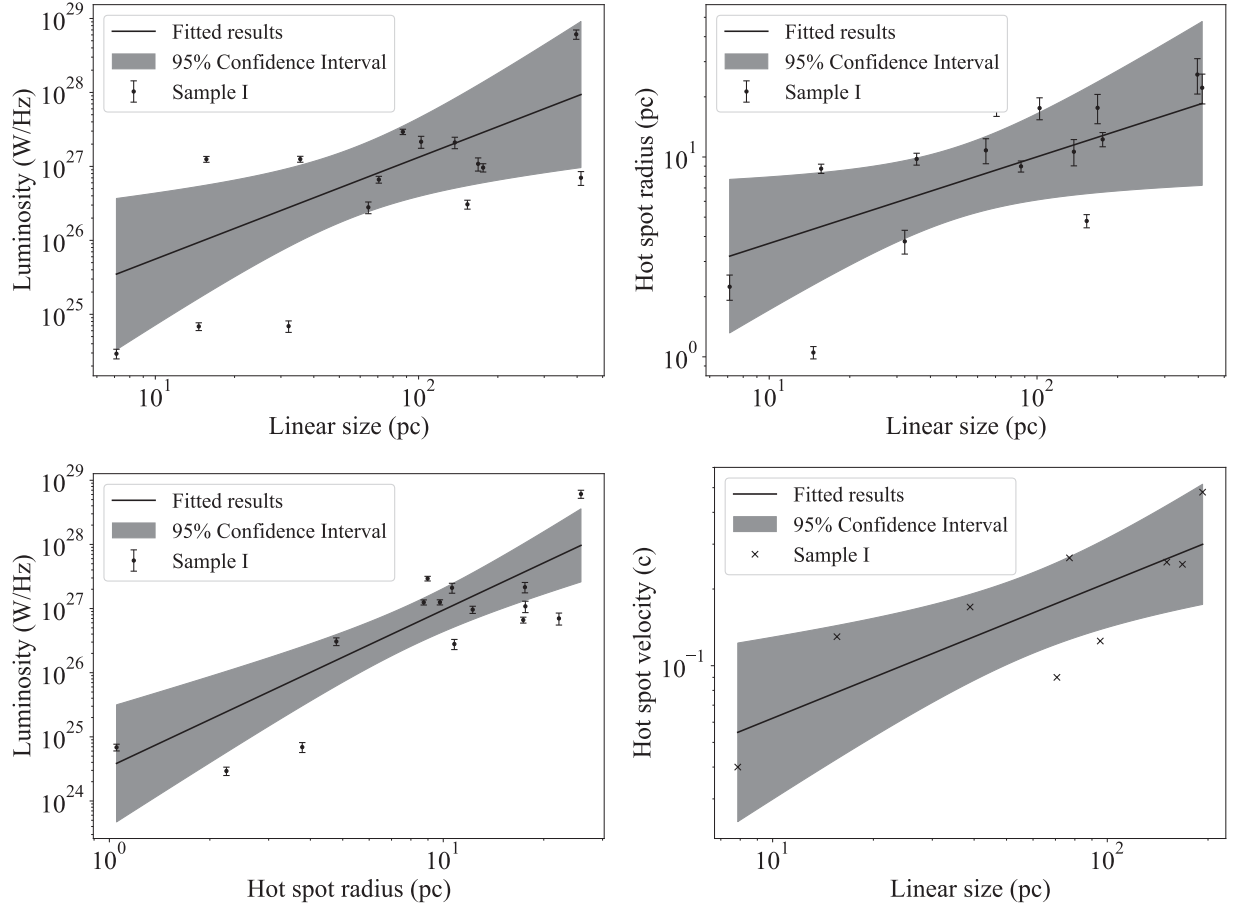 10^29
10^28
10^27
10^26
10^25
Luminosity (W/Hz)
Fitted results
95% Confidence Interval
Sample I
10^1
10^2
Linear size (pc)
10^1
10^0
Hot spot radius (pc)
Fitted results
95% Confidence Interval
Sample I
10^1
10^2
Linear size (pc)
10^29
10^28
10^27
10^26
10^25
10^24
Luminosity (W/Hz)
Fitted results
95% Confidence Interval
Sample I
10^0
10^1
Hot spot radius (pc)
10^−1
Hot spot velocity (c)
Fitted results
95% Confidence Interval
Sample I
10^1
10^2
Linear size (pc)